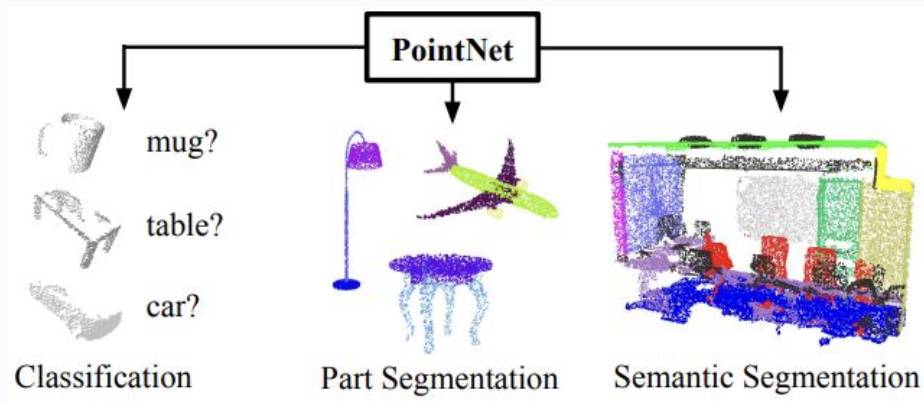 PointNet
mug?
table?
car?
Classification
Part Segmentation
Semantic Segmentation